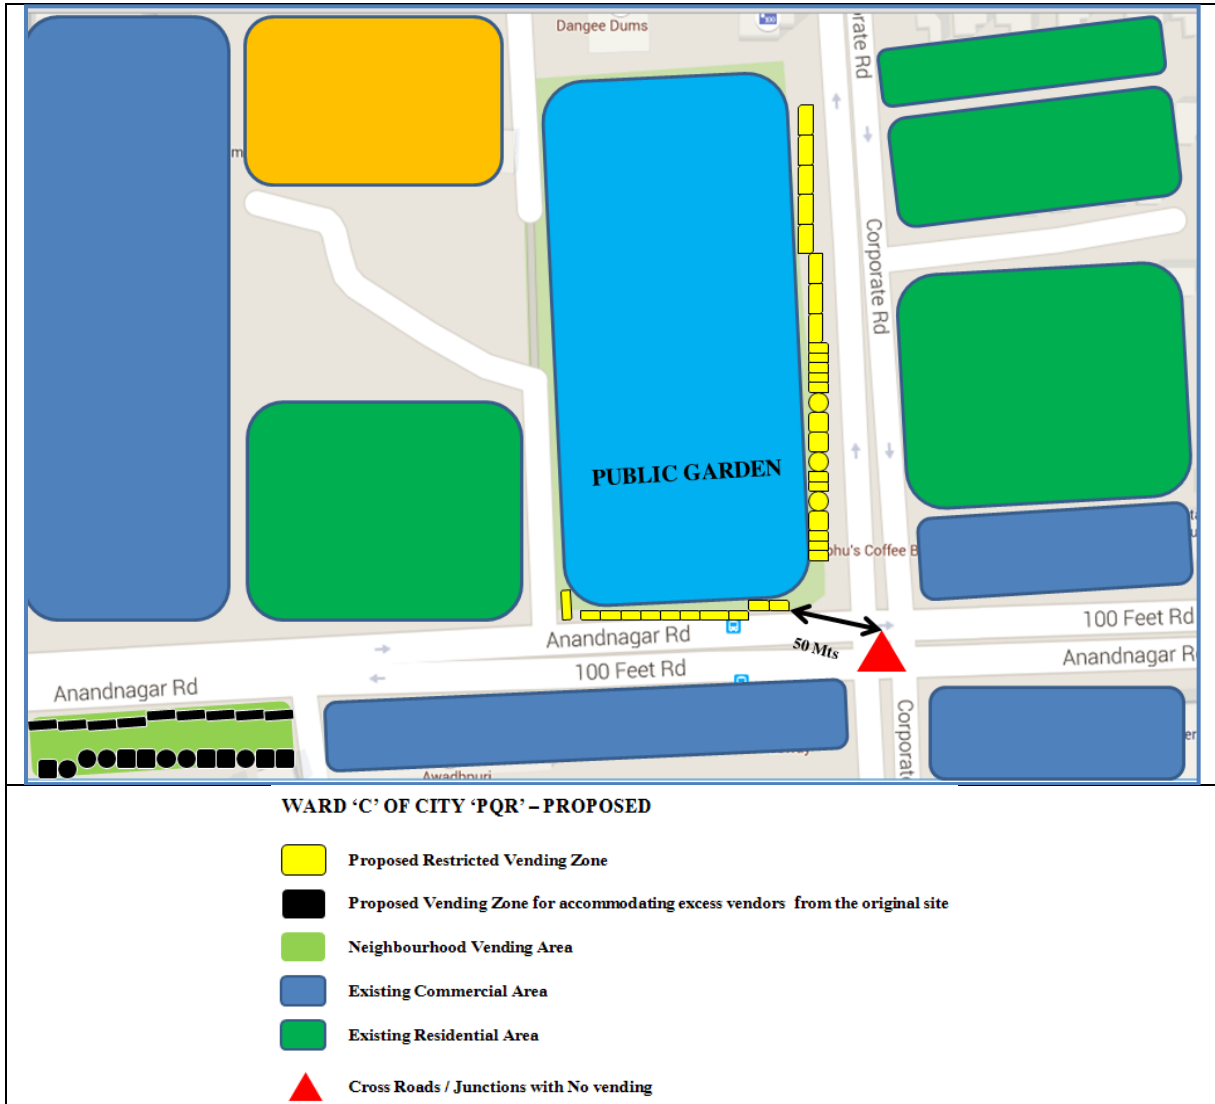 Dangee Dums
100
rate Rd
m
Corporate Rd
PUBLIC GARDEN
hu's Coffee B
100 Feet Rd
Anandnagar Rd
50 Mts
Anandnagar R
100 Feet Rd
Anandnagar Rd
Corporat
er
Awadhpuri
WARD ‘C’ OF CITY ‘PQR’ – PROPOSED
Proposed Restricted Vending Zone
Proposed Vending Zone for accommodating excess vendors from the original site
Neighbourhood Vending Area
Existing Commercial Area
Existing Residential Area
Cross Roads / Junctions with No vending